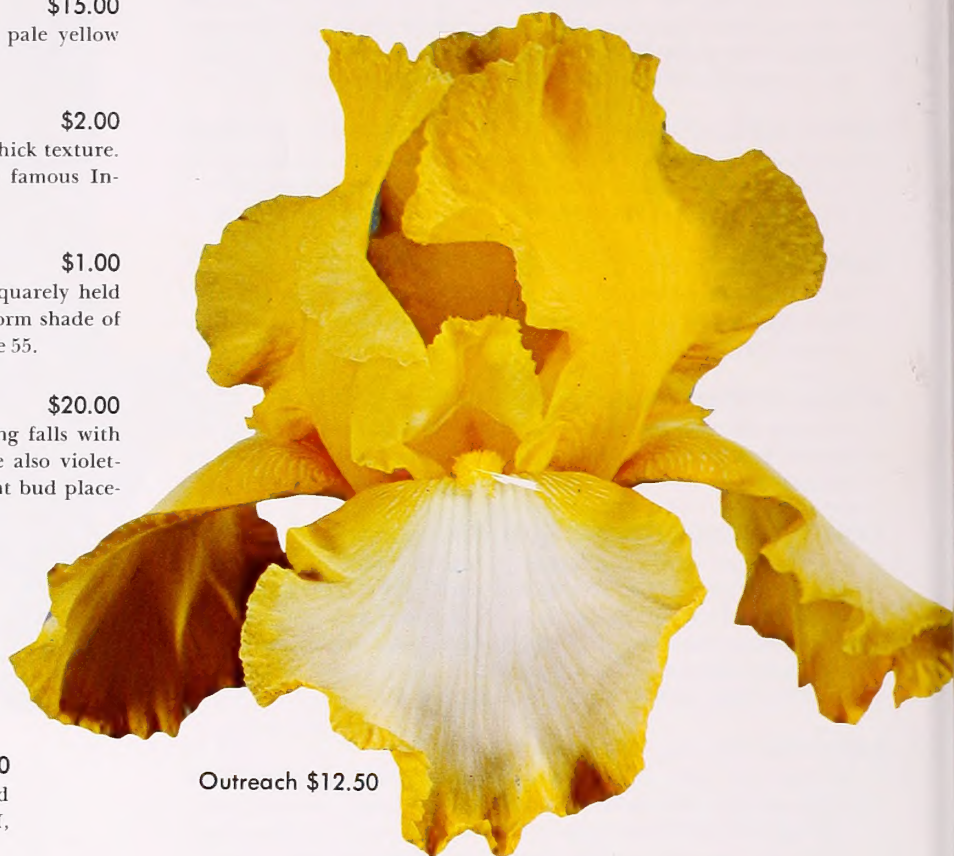 $15.00
pale yellow
$2.00
hick texture.
famous In-
$1.00
quarely held
orm shade of
e 55.
$20.00
ng falls with
e also violet-
nt bud place-
0
d
Outreach $12.50